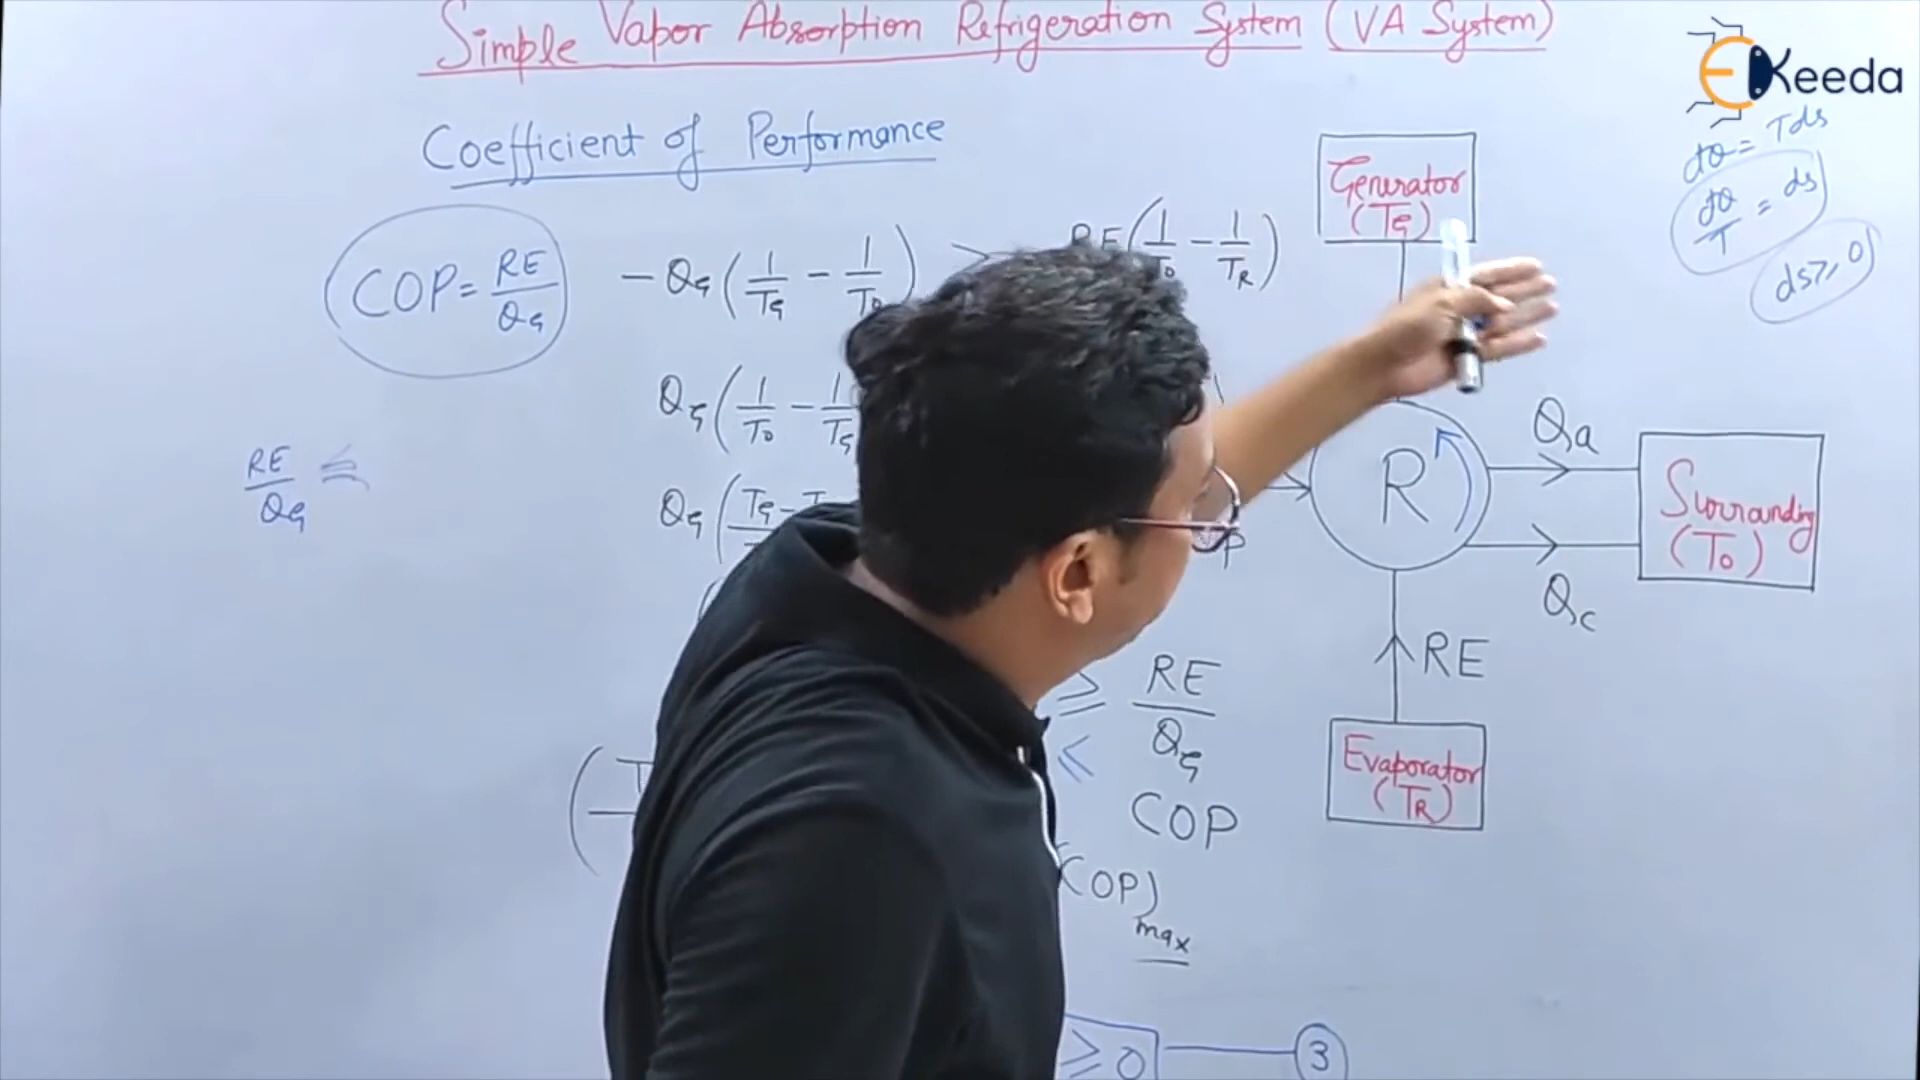 Simple Vapor Absorption Refrigeration System (VA System)
EKeeda
Coefficient of Performance
dQ = Tds
dQ/T = ds
ds ≥ 0
COP = RE/QG
-QG (1/TG - 1/T0) > RE (1/T0 - 1/TR)
QG (1/T0 - 1/TG
RE/QG ≤
QG (TG - T
≥ RE/QG
<
COP
(COP)max
≥ 0
3
Generator
(TG)
R
Qa
Surrounding
(T0)
Qc
RE
Evaporator
(TR)